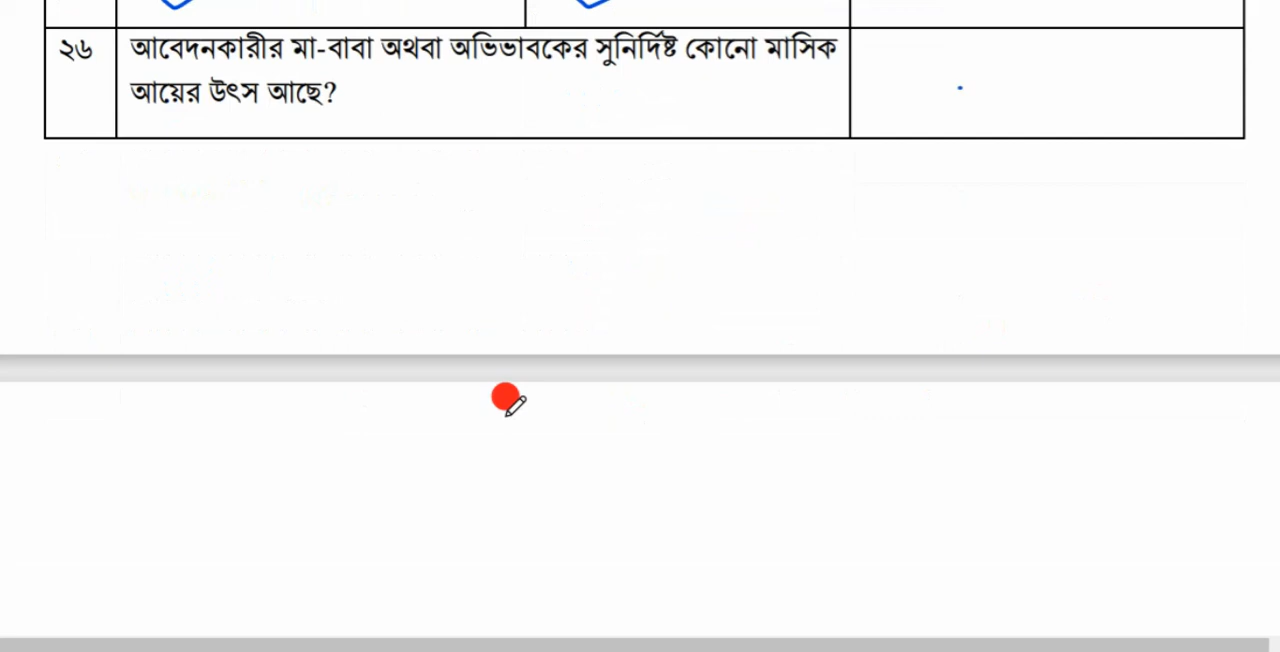 ২৬ আবেদনকারীর মা-বাবা অথবা অভিভাবকের সুনির্দিষ্ট কোনো মাসিক
আয়ের উৎস আছে?